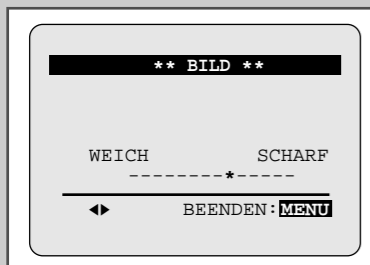 ** BILD **
WEICH SCHARF
--------*-----
◀▶ BEENDEN:MENU